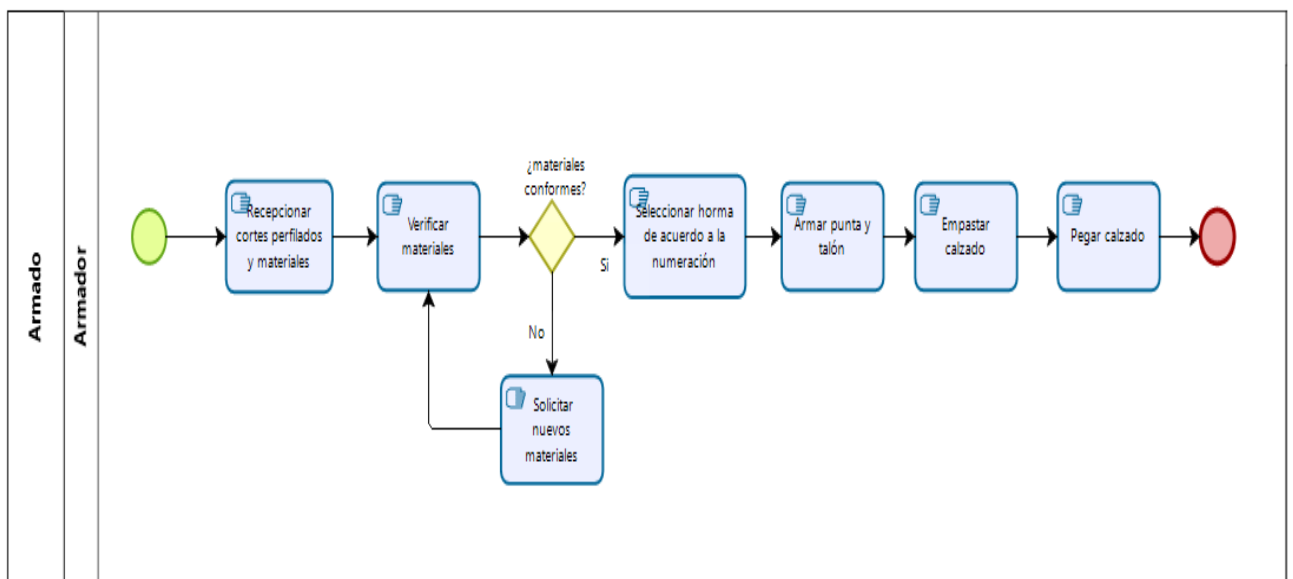 Armado
Armador
Recepcionar
cortes perfilados
y materiales
Verificar
materiales
¿materiales
conformes?
Si
No
Solicitar
nuevos
materiales
Seleccionar horma
de acuerdo a la
numeración
Armar punta y
talón
Empastar
calzado
Pegar calzado